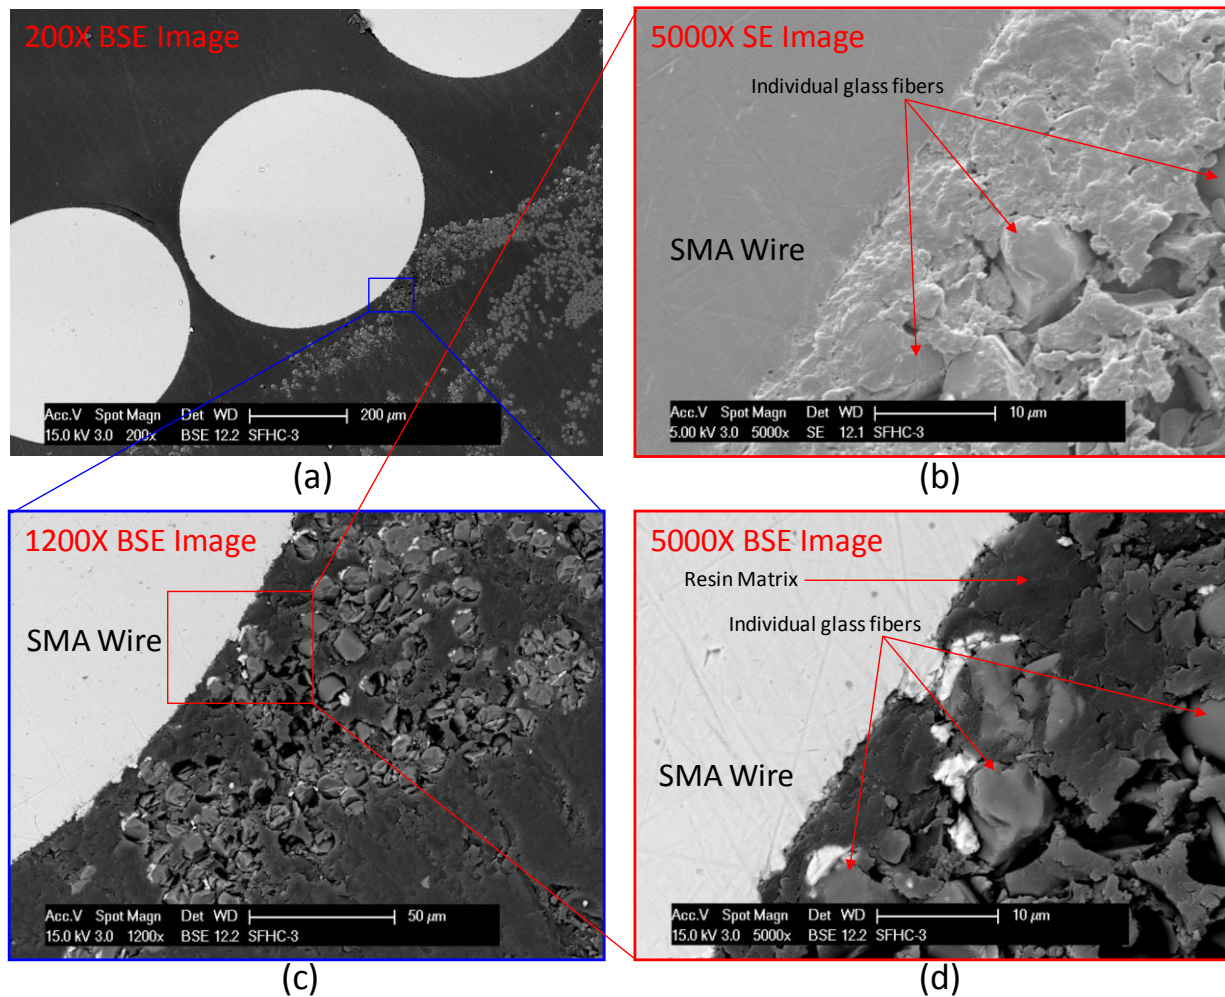 200X BSE Image
Acc.V Spot Magn Det WD 200 µm
15.0 kV 3.0 200x BSE 12.2 SFHC-3
(a)
5000X SE Image
Individual glass fibers
SMA Wire
Acc.V Spot Magn Det WD 10 µm
5.00 kV 3.0 5000x SE 12.1 SFHC-3
(b)
1200X BSE Image
SMA Wire
Acc.V Spot Magn Det WD 50 µm
15.0 kV 3.0 1200x BSE 12.2 SFHC-3
(c)
5000X BSE Image
Resin Matrix
Individual glass fibers
SMA Wire
Acc.V Spot Magn Det WD 10 µm
15.0 kV 3.0 5000x BSE 12.2 SFHC-3
(d)